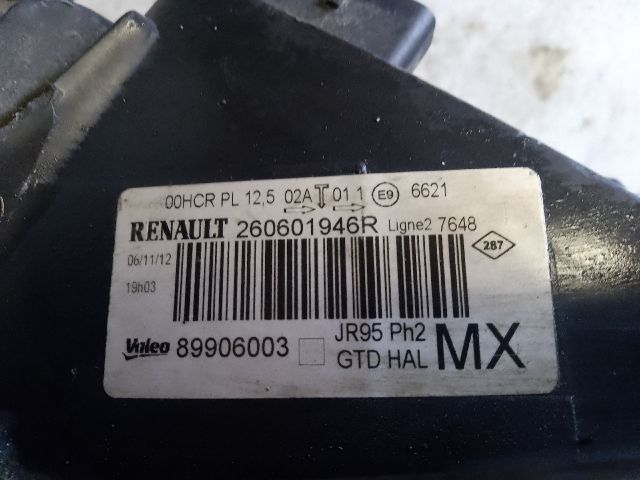 00HCR PL 12,5 02A T 01 1 E9 6621
RENAULT 260601946R Ligne2 7648
287
06/11/12
19h03
Valeo 89906003
JR95 Ph2
GTD HAL
MX